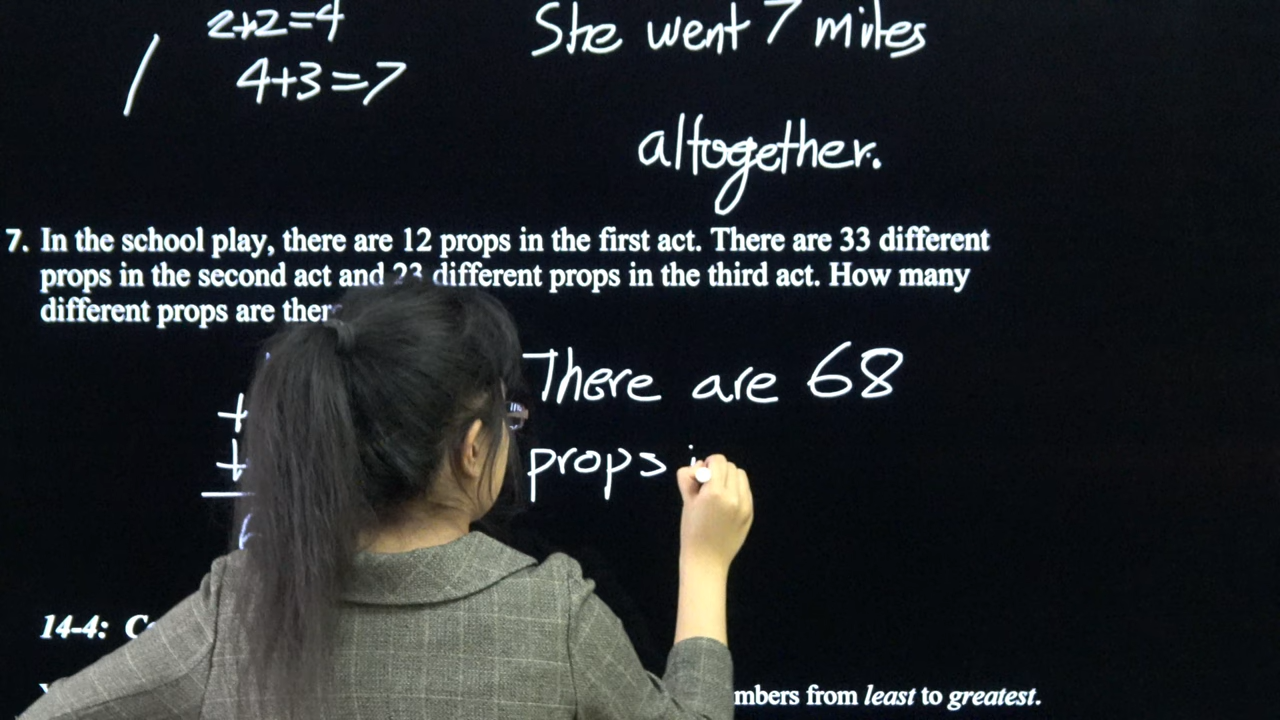 2+2=4
She went 7 miles
4+3=7
altogether.
7. In the school play, there are 12 props in the first act. There are 33 different
props in the second act and 23 different props in the third act. How many
different props are
There are 68
+
props i
+
6
14-4:
mbers from least to greatest.